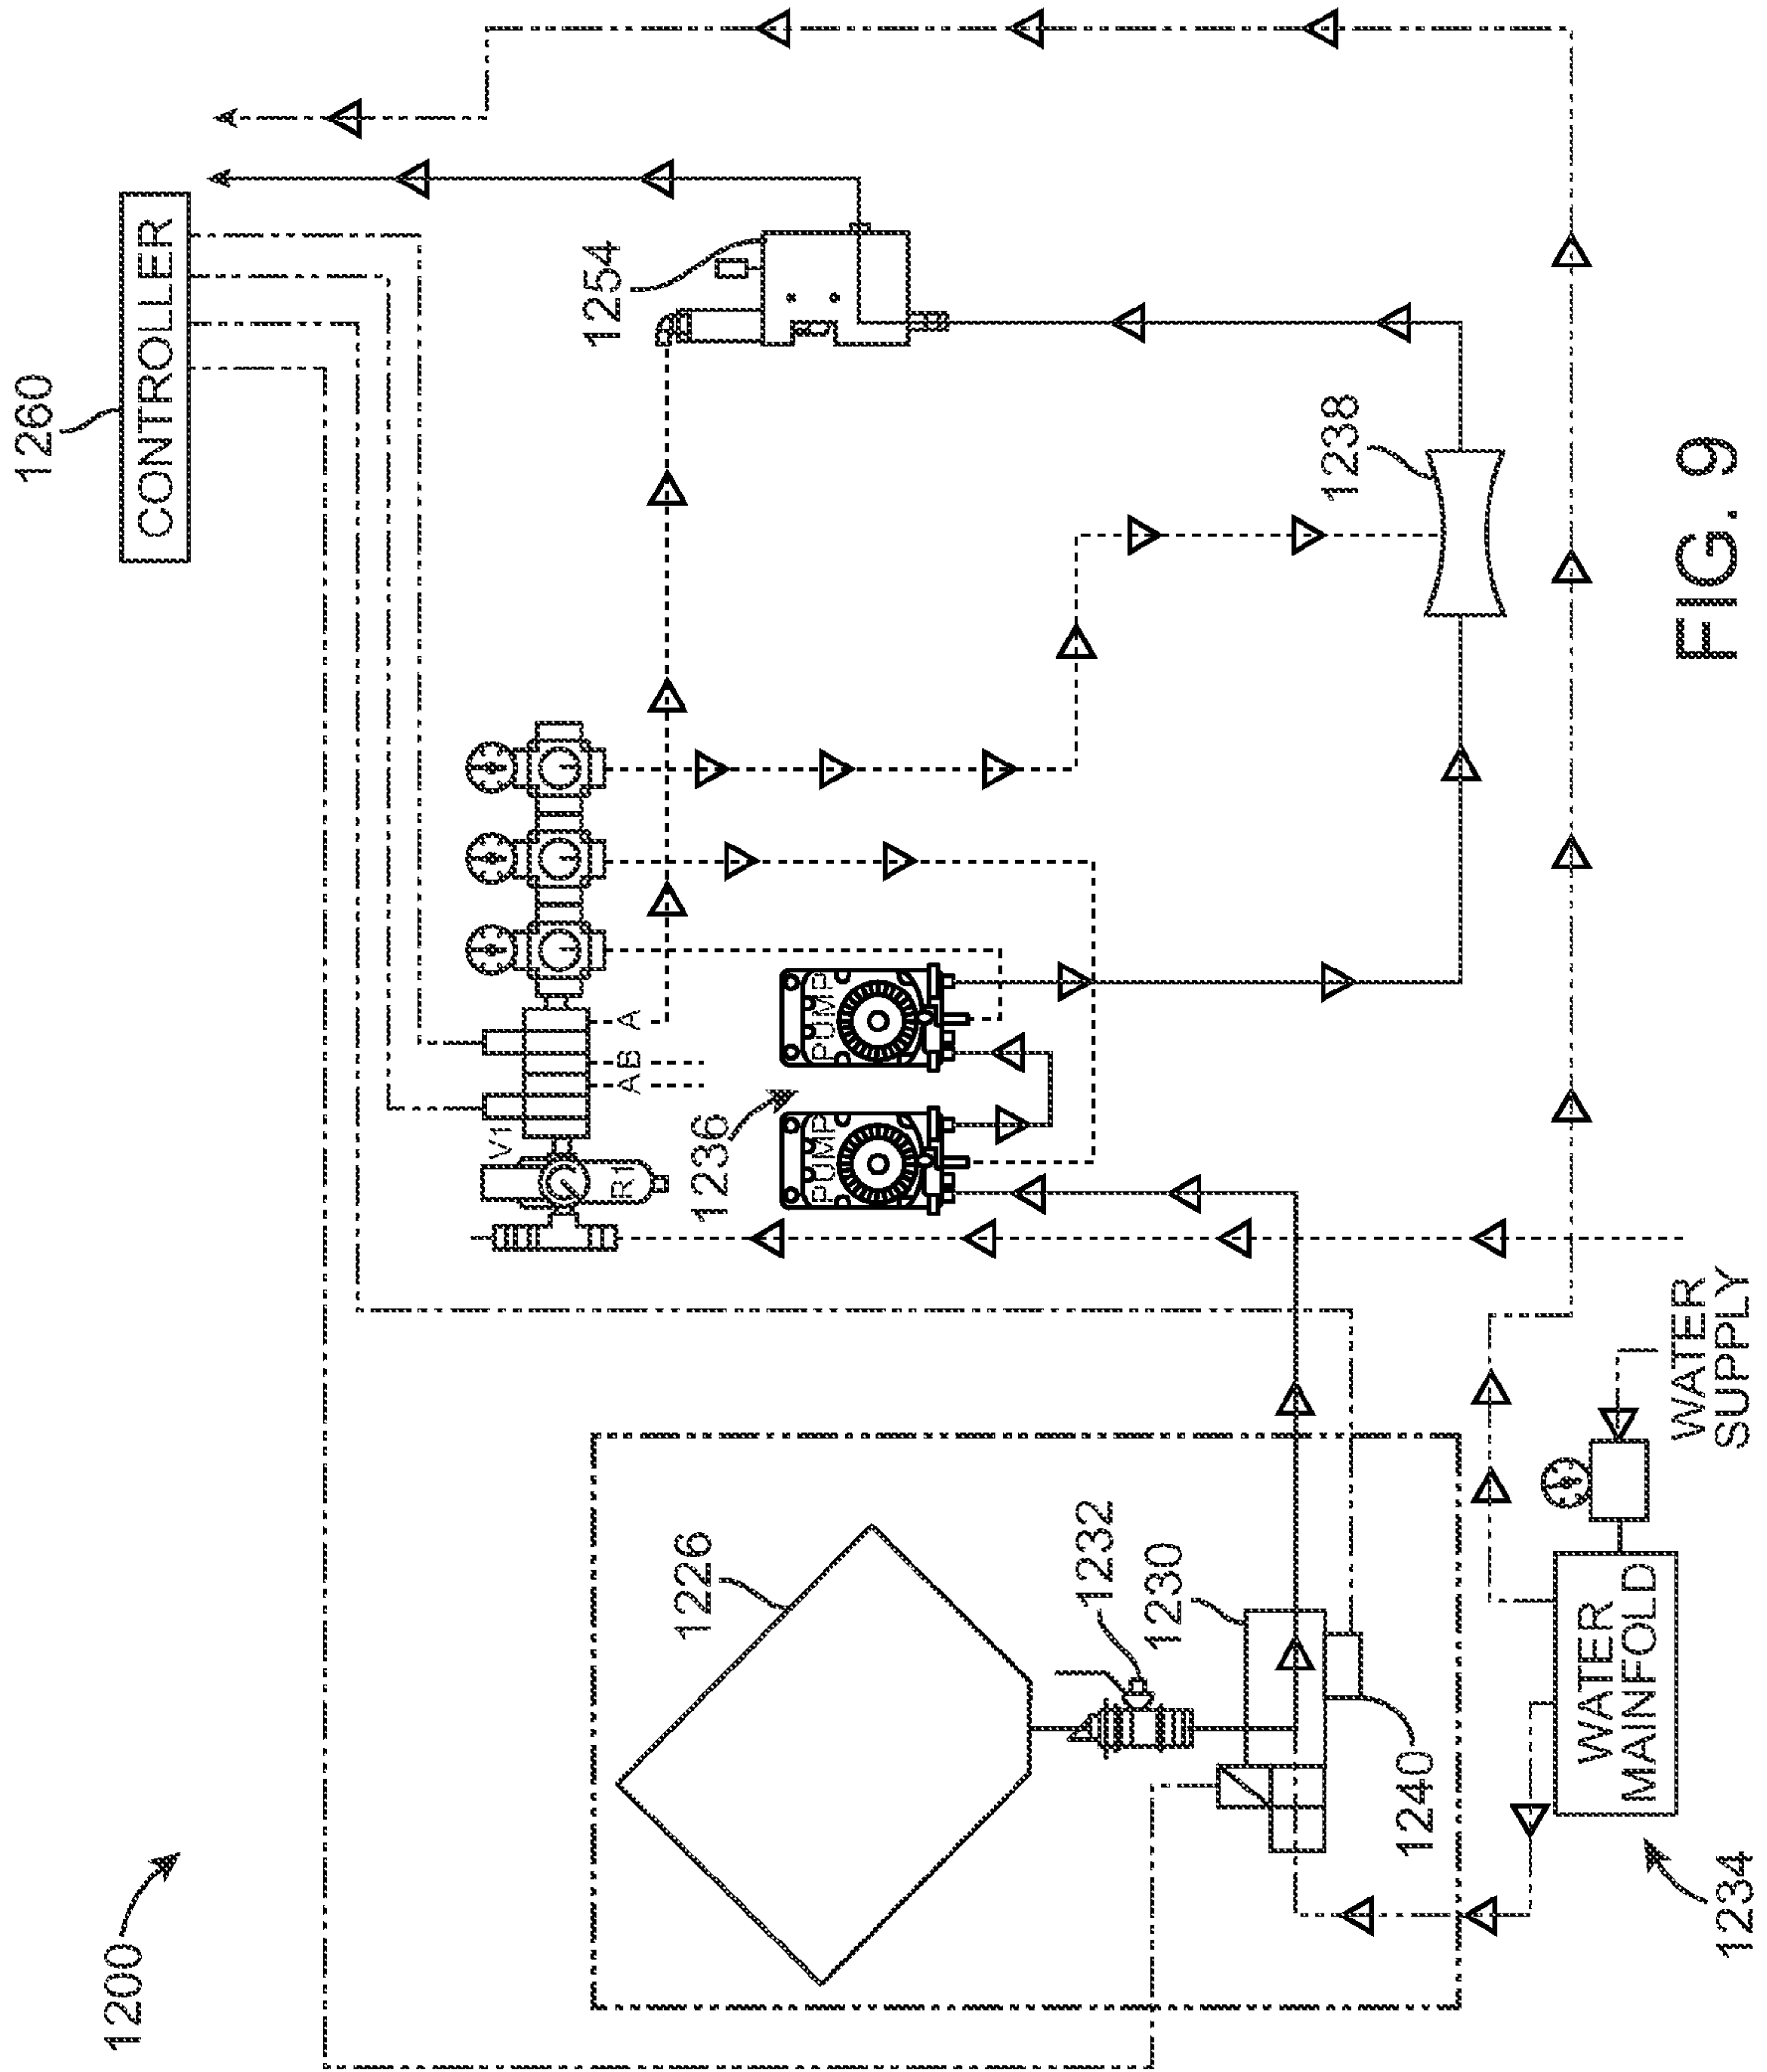 1200
1260
CONTROLLER
1254
V1
R1
AB
A
A
1236
PUMP
PUMP
1238
1226
1232
1230
1240
WATER
MAINFOLD
1234
WATER
SUPPLY
FIG. 9